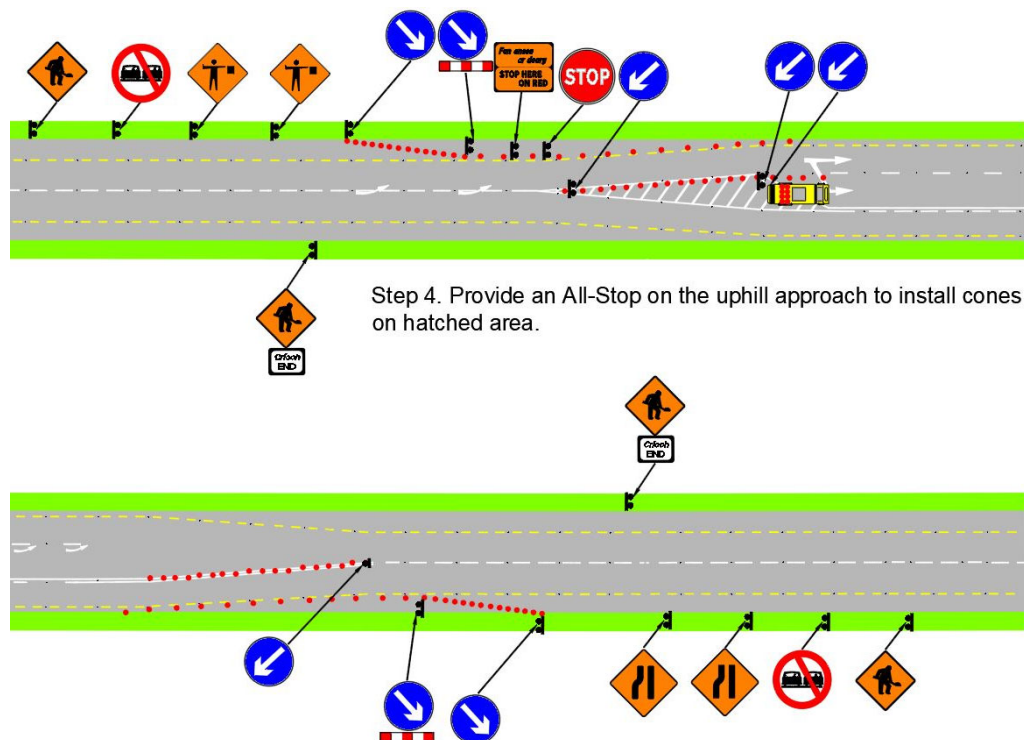 Fan anseo
ar dearg
STOP HERE
ON RED
STOP
Críoch
END
Step 4. Provide an All-Stop on the uphill approach to install cones
on hatched area.
Críoch
END